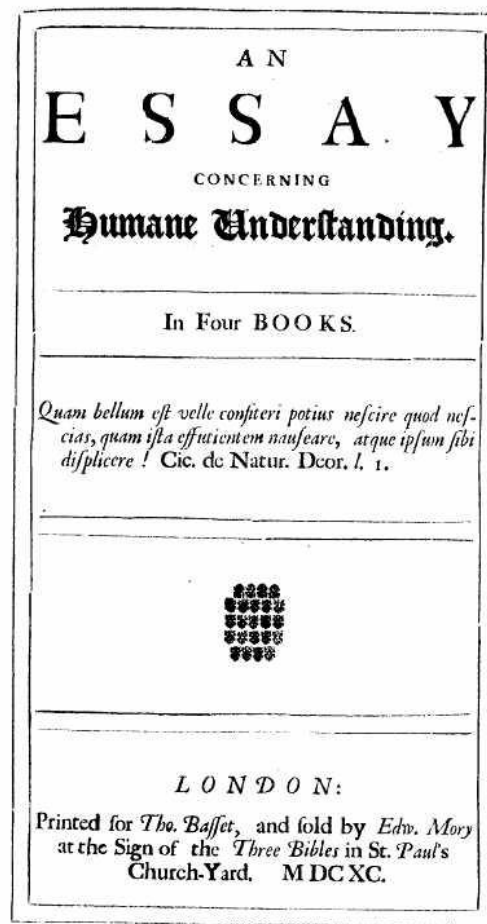 AN
ESSAY
CONCERNING
Humane Underſtanding.
In Four BOOKS.
Quam bellum eſt velle confiteri potius neſcire quod neſ-
cias, quam iſta effutientem nauſeare, atque ipſum ſibi
diſplicere! Cic. de Natur. Deor. l. 1.
LONDON:
Printed for Tho. Baſſet, and ſold by Edw. Mory
at the Sign of the Three Bibles in St. Paul's
Church-Yard. MDCXC.